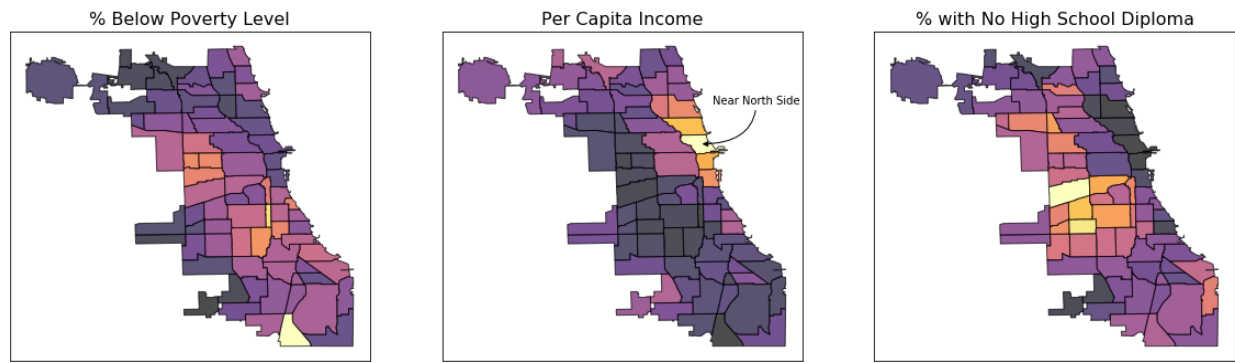 % Below Poverty Level
Per Capita Income
% with No High School Diploma
Near North Side